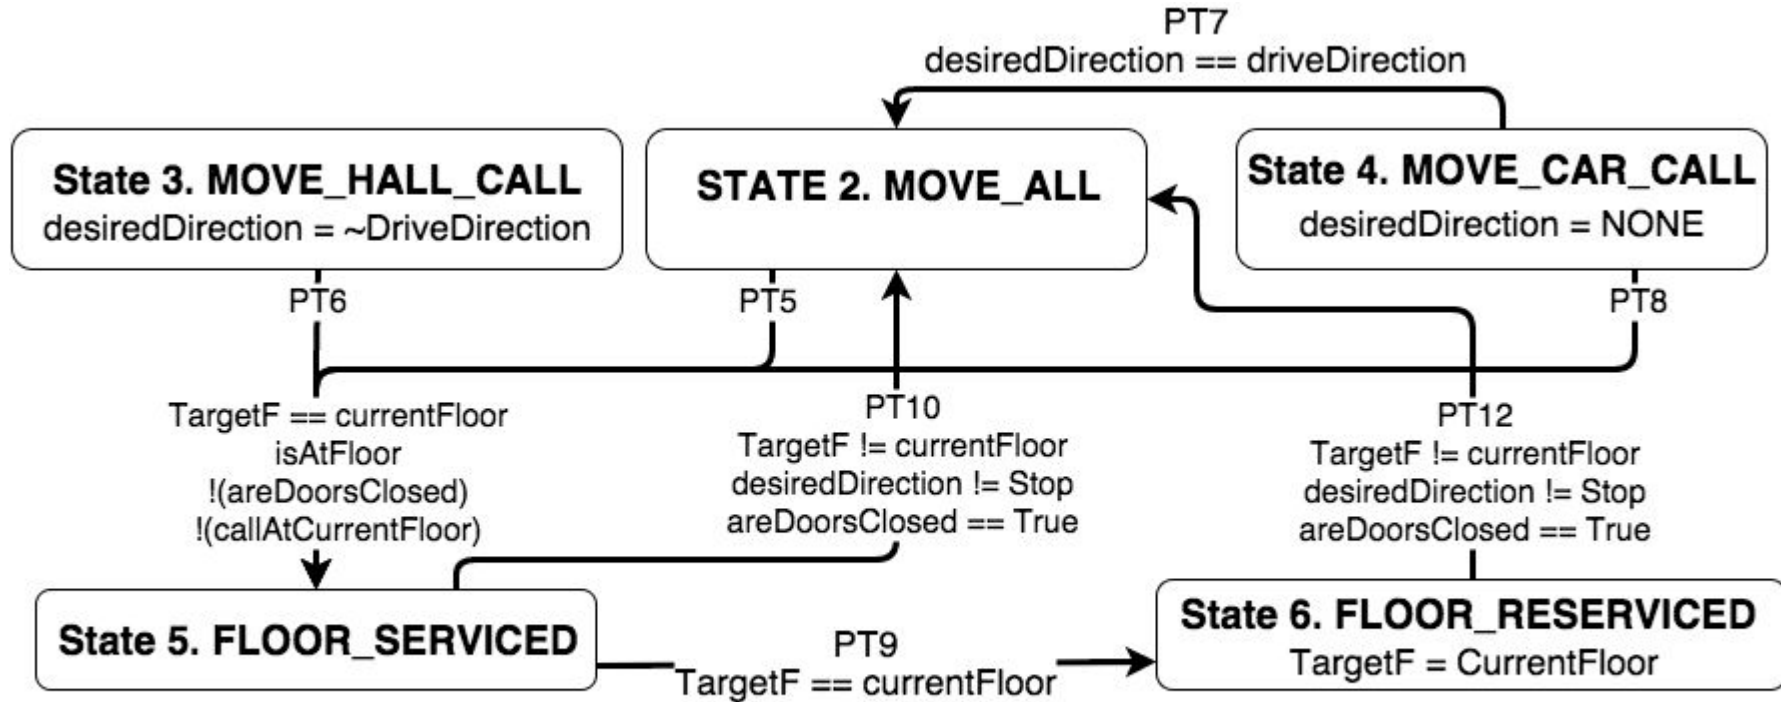 PT7
desiredDirection == driveDirection
State 3. MOVE_HALL_CALL
desiredDirection = ~DriveDirection
STATE 2. MOVE_ALL
State 4. MOVE_CAR_CALL
desiredDirection = NONE
PT6
PT5
PT8
TargetF == currentFloor
isAtFloor
!(areDoorsClosed)
!(callAtCurrentFloor)
PT10
TargetF != currentFloor
desiredDirection != Stop
areDoorsClosed == True
PT12
TargetF != currentFloor
desiredDirection != Stop
areDoorsClosed == True
State 5. FLOOR_SERVICED
PT9
TargetF == currentFloor
State 6. FLOOR_RESERVICED
TargetF = CurrentFloor